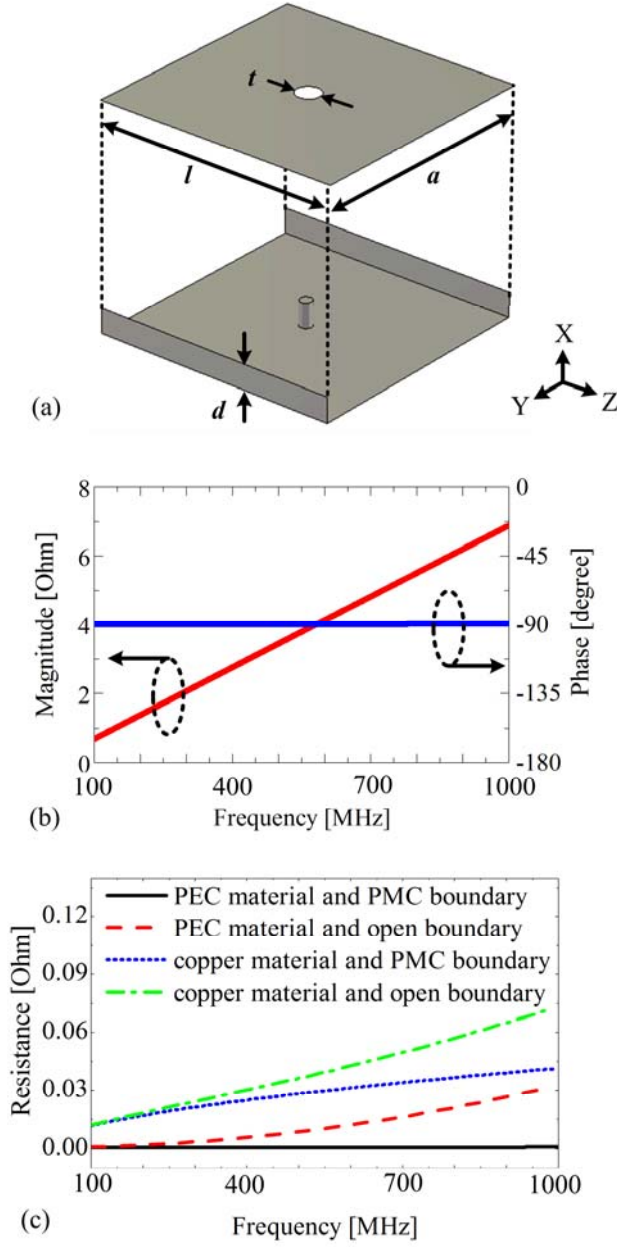 t
l
a
d
X
Y
Z
(a)
8
6
4
2
0
Magnitude [Ohm]
0
-45
-90
-135
-180
Phase [degree]
100
400
700
1000
Frequency [MHz]
(b)
PEC material and PMC boundary
PEC material and open boundary
copper material and PMC boundary
copper material and open boundary
0.12
0.09
0.06
0.03
0.00
Resistance [Ohm]
100
400
700
1000
Frequency [MHz]
(c)